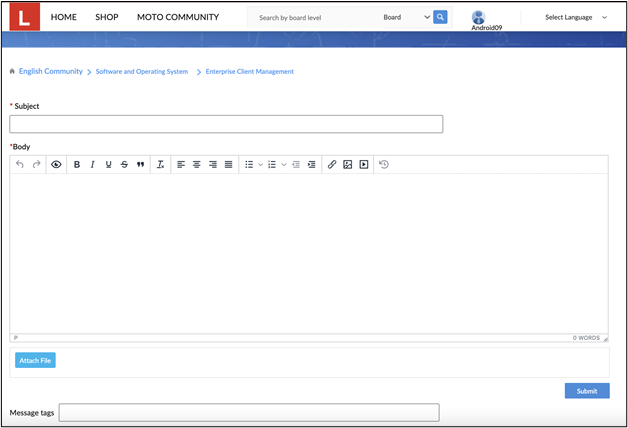 L HOME SHOP MOTO COMMUNITY Search by board level Board Android09 Select Language
English Community Software and Operating System Enterprise Client Management
* Subject
*Body
B I U S
P 0 WORDS
Attach File
Submit
Message tags